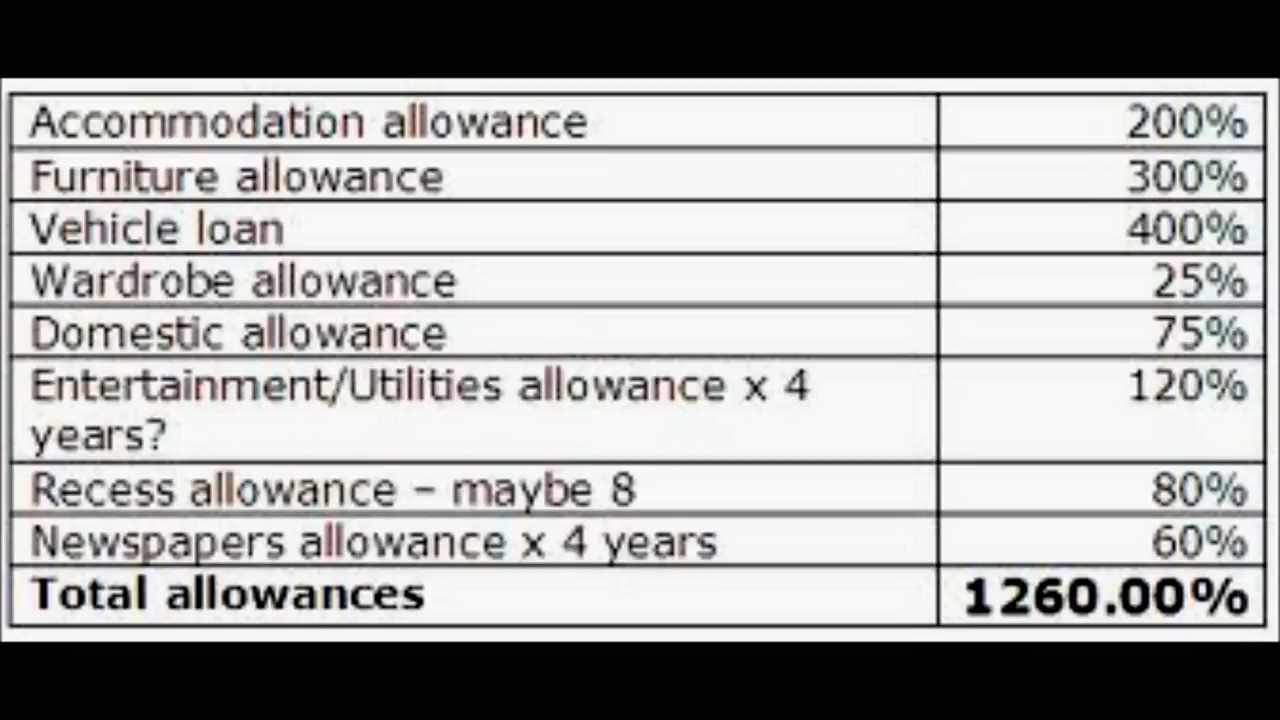 Accommodation allowance 200%
Furniture allowance 300%
Vehicle loan 400%
Wardrobe allowance 25%
Domestic allowance 75%
Entertainment/Utilities allowance x 4 120%
years?
Recess allowance – maybe 8 80%
Newspapers allowance x 4 years 60%
Total allowances 1260.00%